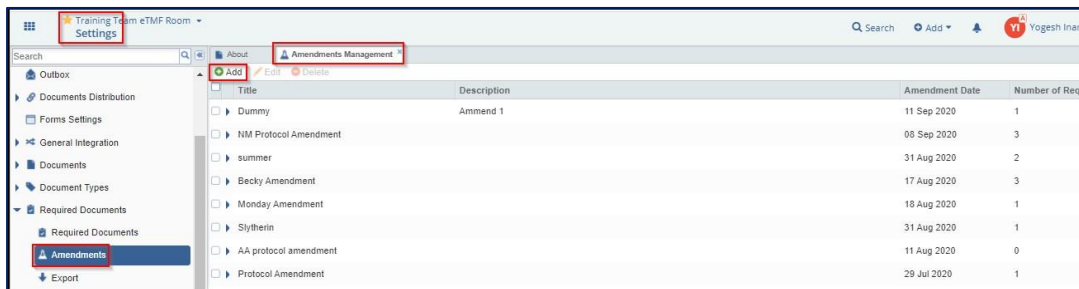 Training Team eTMF Room
Settings
Search
Add
YI
A
Yogesh
Search
About
Amendments Management
Add
Edit
Delete
Outbox
Documents Distribution
Forms Settings
General Integration
Documents
Document Types
Required Documents
Required Documents
Amendments
Export
Title Description Amendment Date Number of
Dummy Ammend 1 11 Sep 2020 1
NM Protocol Amendment 08 Sep 2020 3
summer 31 Aug 2020 2
Becky Amendment 17 Aug 2020 3
Monday Amendment 18 Aug 2020 1
Slytherin 31 Aug 2020 1
AA protocol amendment 11 Aug 2020 0
Protocol Amendment 29 Jul 2020 1